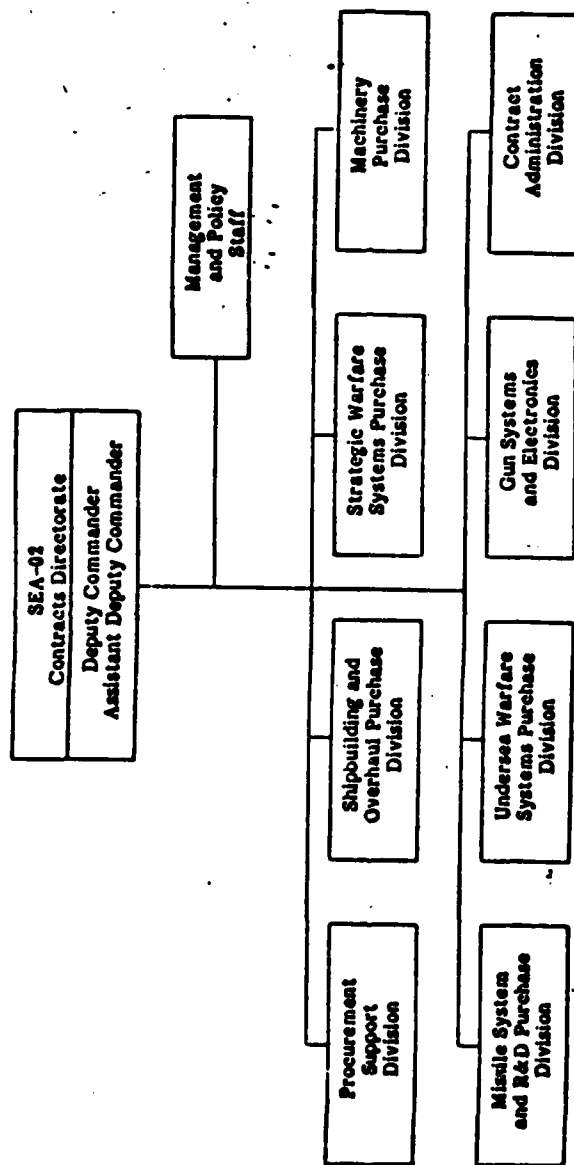 SEA-02
Contracts Directorate
Deputy Commander
Assistant Deputy Commander
Management
and Policy
Staff
Procurement
Support
Division
Shipbuilding and
Overhaul Purchase
Division
Strategic Warfare
Systems Purchase
Division
Machinery
Purchase
Division
Missile System
and R&D Purchase
Division
Undersea Warfare
Systems Purchase
Division
Gun Systems
and Electronics
Division
Contract
Administration
Division